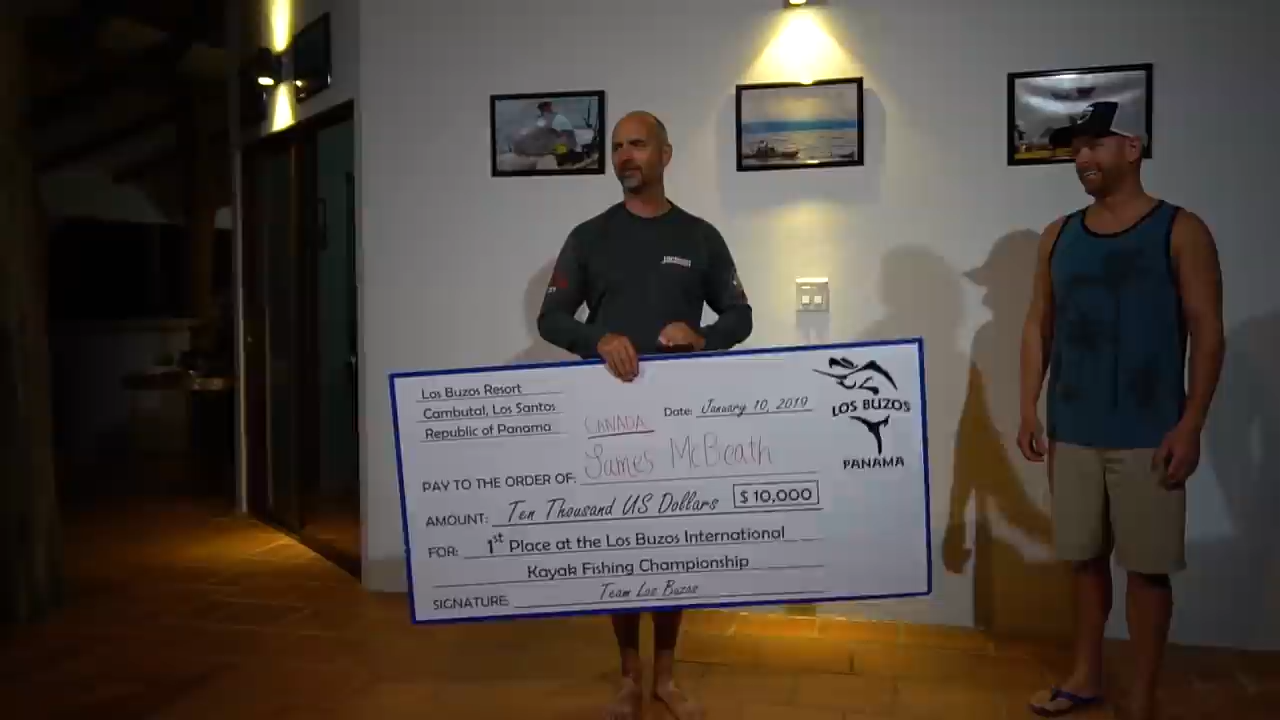 Los Buzos Resort
Cambutal, Los Santos
Republic of Panama
CANADA
Date: January 10, 2019
LOS BUZOS
PANAMA
PAY TO THE ORDER OF: James McBeath
AMOUNT: Ten Thousand US Dollars $10,000
FOR: 1st Place at the Los Buzos International
Kayak Fishing Championship
SIGNATURE: Team Los Buzos